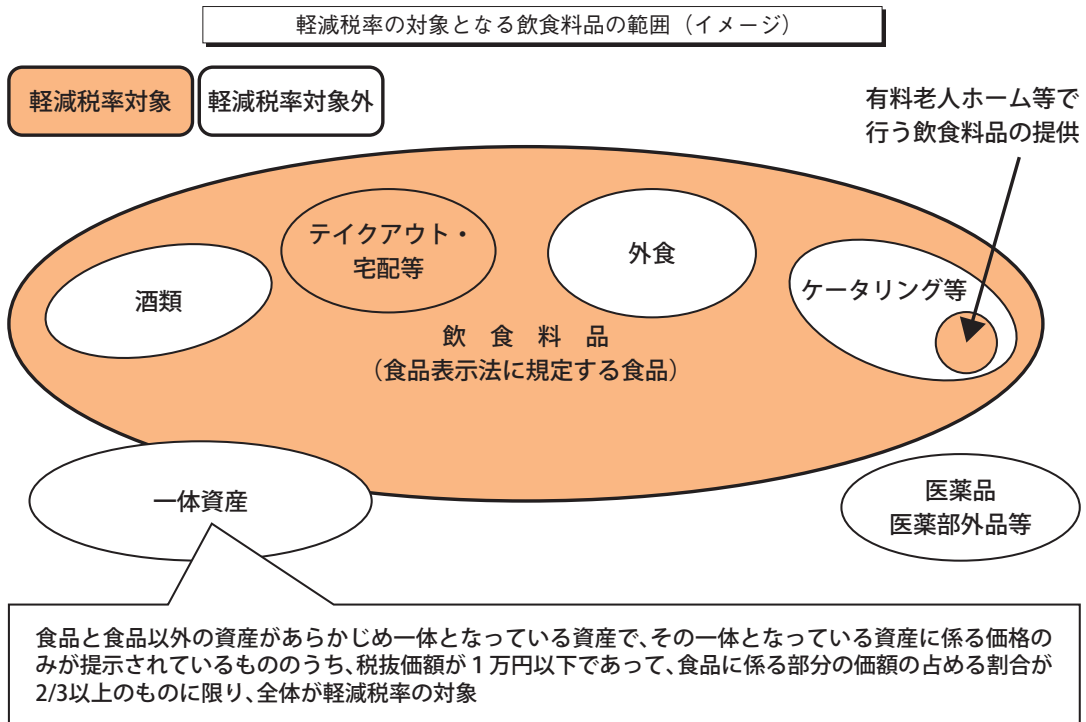 軽減税率の対象となる飲食料品の範囲（イメージ）
軽減税率対象
軽減税率対象外
有料老人ホーム等で
行う飲食料品の提供
テイクアウト・
宅配等
外食
ケータリング等
酒類
飲食料品
（食品表示法に規定する食品）
一体資産
医薬品
医薬部外品等
食品と食品以外の資産があらかじめ一体となっている資産で、その一体となっている資産に係る価格の
みが提示されているもののうち、税抜価額が１万円以下であって、食品に係る部分の価額の占める割合が
2/3以上のものに限り、全体が軽減税率の対象